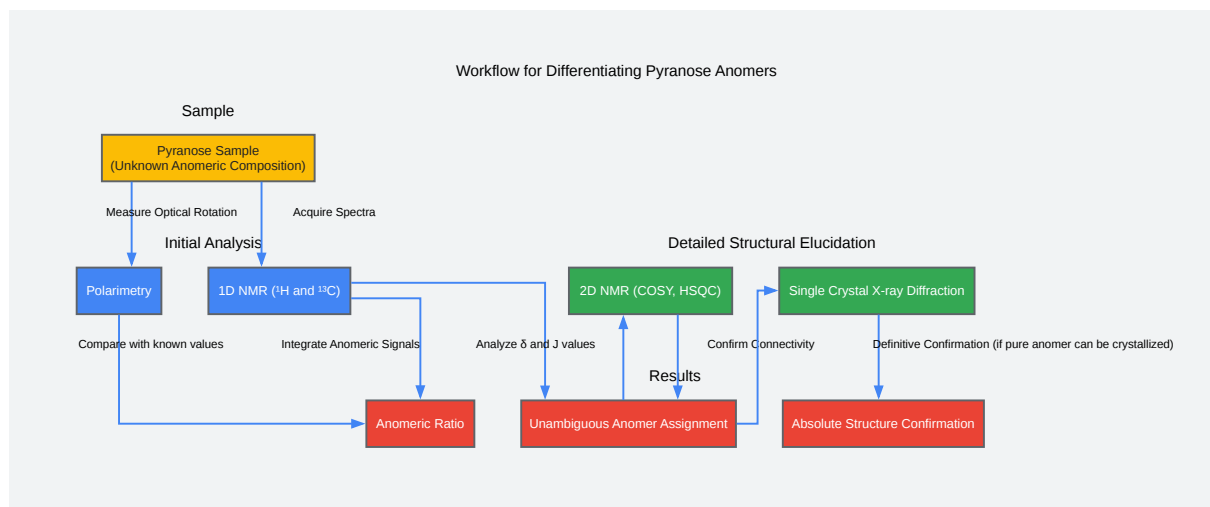 Workflow for Differentiating Pyranose Anomers
Sample
Pyranose Sample
(Unknown Anomeric Composition)
Measure Optical Rotation
Acquire Spectra
Initial Analysis
Detailed Structural Elucidation
Polarimetry
1D NMR (¹H and ¹³C)
2D NMR (COSY, HSQC)
Single Crystal X-ray Diffraction
Compare with known values
Integrate Anomeric Signals
Analyze δ and J values
Confirm Connectivity
Definitive Confirmation (if pure anomer can be crystallized)
Results
Anomeric Ratio
Unambiguous Anomer Assignment
Absolute Structure Confirmation